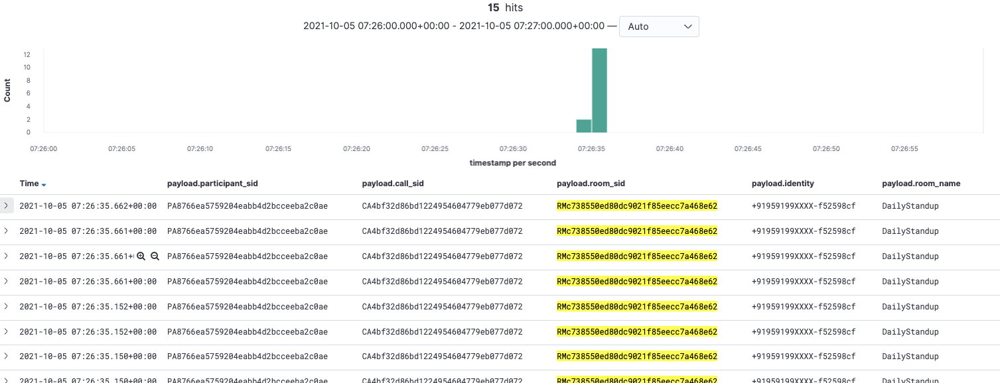 15 hits
2021-10-05 07:26:00.000+00:00 - 2021-10-05 07:27:00.000+00:00 — Auto
12
10
8
6
4
2
0
Count
07:26:00 07:26:05 07:26:10 07:26:15 07:26:20 07:26:25 07:26:30 07:26:35 07:26:40 07:26:45 07:26:50 07:26:55
timestamp per second
Time payload.participant_sid payload.call_sid payload.room_sid payload.identity payload.room_name
2021-10-05 07:26:35.662+00:00 PA8766ea5759204eabb4d2bcceeba2c0ae CA4bf32d86bd1224954604779eb077d072 RMc738550ed80dc9021f85eecc7a468e62 +91959199XXXX-f52598cf DailyStandup
2021-10-05 07:26:35.661+00:00 PA8766ea5759204eabb4d2bcceeba2c0ae CA4bf32d86bd1224954604779eb077d072 RMc738550ed80dc9021f85eecc7a468e62 +91959199XXXX-f52598cf DailyStandup
2021-10-05 07:26:35.661+ PA8766ea5759204eabb4d2bcceeba2c0ae CA4bf32d86bd1224954604779eb077d072 RMc738550ed80dc9021f85eecc7a468e62 +91959199XXXX-f52598cf DailyStandup
2021-10-05 07:26:35.661+00:00 PA8766ea5759204eabb4d2bcceeba2c0ae CA4bf32d86bd1224954604779eb077d072 RMc738550ed80dc9021f85eecc7a468e62 +91959199XXXX-f52598cf DailyStandup
2021-10-05 07:26:35.152+00:00 PA8766ea5759204eabb4d2bcceeba2c0ae CA4bf32d86bd1224954604779eb077d072 RMc738550ed80dc9021f85eecc7a468e62 +91959199XXXX-f52598cf DailyStandup
2021-10-05 07:26:35.152+00:00 PA8766ea5759204eabb4d2bcceeba2c0ae CA4bf32d86bd1224954604779eb077d072 RMc738550ed80dc9021f85eecc7a468e62 +91959199XXXX-f52598cf DailyStandup
2021-10-05 07:26:35.150+00:00 PA8766ea5759204eabb4d2bcceeba2c0ae CA4bf32d86bd1224954604779eb077d072 RMc738550ed80dc9021f85eecc7a468e62 +91959199XXXX-f52598cf DailyStandup
2021-10-05 07:26:35.150+00:00 PA8766ea5759204eabb4d2bcceeba2c0ae CA4bf32d86bd1224954604779eb077d072 RMc738550ed80dc9021f85eecc7a468e62 +91959199XXXX-f52598cf DailyStandup